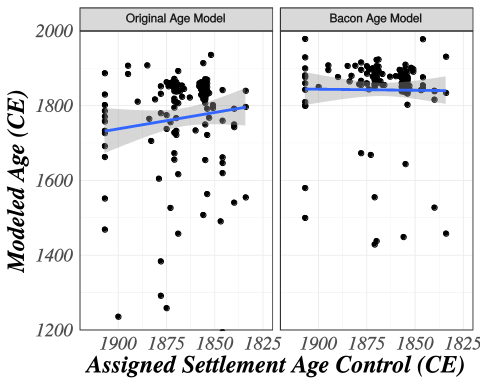 Original Age Model Bacon Age Model
2000
1800
1600
1400
1200
1900 1875 1850 1825 1900 1875 1850 1825
Assigned Settlement Age Control (CE)
Modeled Age (CE)